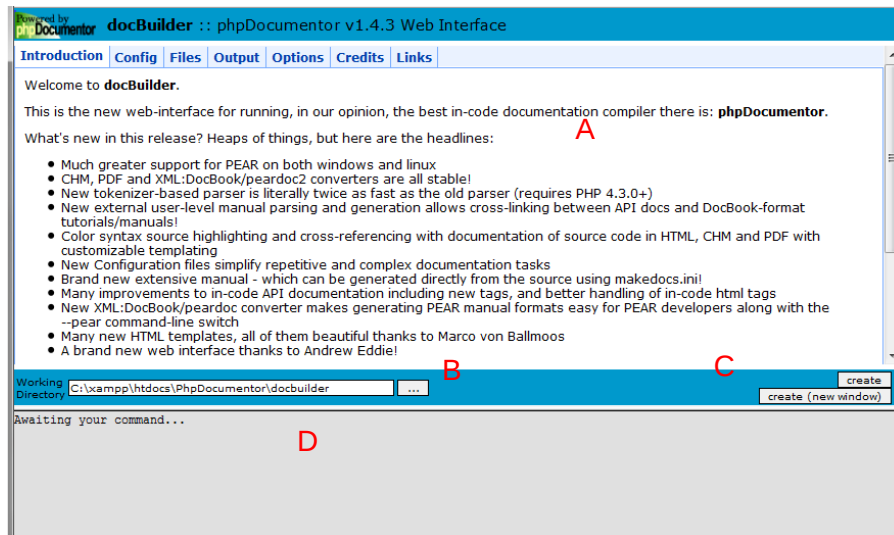 Powered by
phpDocumentor docBuilder :: phpDocumentor v1.4.3 Web Interface
Introduction Config Files Output Options Credits Links
Welcome to docBuilder.
This is the new web-interface for running, in our opinion, the best in-code documentation compiler there is: phpDocumentor.
A
What's new in this release? Heaps of things, but here are the headlines:
Much greater support for PEAR on both windows and linux
CHM, PDF and XML:DocBook/peardoc2 converters are all stable!
New tokenizer-based parser is literally twice as fast as the old parser (requires PHP 4.3.0+)
New external user-level manual parsing and generation allows cross-linking between API docs and DocBook-format
tutorials/manuals!
Color syntax source highlighting and cross-referencing with documentation of source code in HTML, CHM and PDF with
customizable templating
New Configuration files simplify repetitive and complex documentation tasks
Brand new extensive manual - which can be generated directly from the source using makedocs.ini!
Many improvements to in-code API documentation including new tags, and better handling of in-code html tags
New XML:DocBook/peardoc converter makes generating PEAR manual formats easy for PEAR developers along with the
--pear command-line switch
Many new HTML templates, all of them beautiful thanks to Marco von Ballmoos
A brand new web interface thanks to Andrew Eddie!
B
C
Working
Directory C:\xampp\htdocs\PhpDocumentor\docbuilder ...
create
create (new window)
Awaiting your command...
D